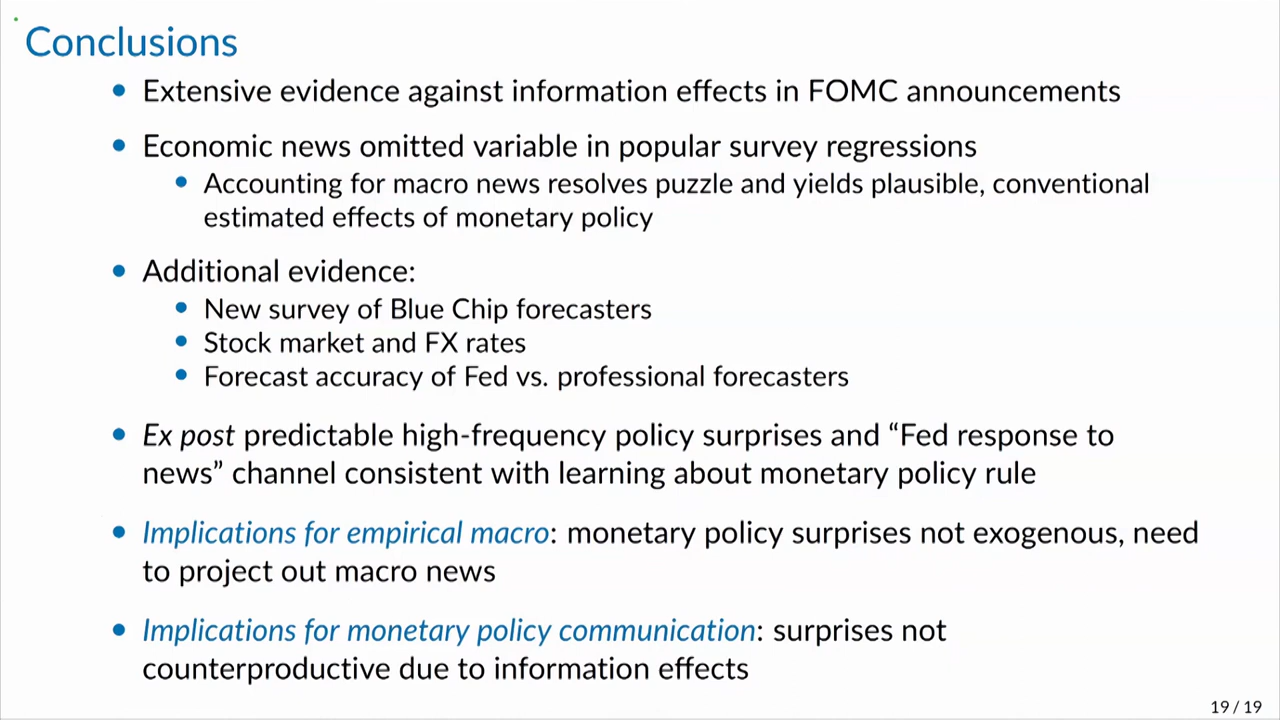 Conclusions
• Extensive evidence against information effects in FOMC announcements
• Economic news omitted variable in popular survey regressions
• Accounting for macro news resolves puzzle and yields plausible, conventional
estimated effects of monetary policy
• Additional evidence:
• New survey of Blue Chip forecasters
• Stock market and FX rates
• Forecast accuracy of Fed vs. professional forecasters
• Ex post predictable high-frequency policy surprises and “Fed response to
news” channel consistent with learning about monetary policy rule
• Implications for empirical macro: monetary policy surprises not exogenous, need
to project out macro news
• Implications for monetary policy communication: surprises not
counterproductive due to information effects
19 / 19